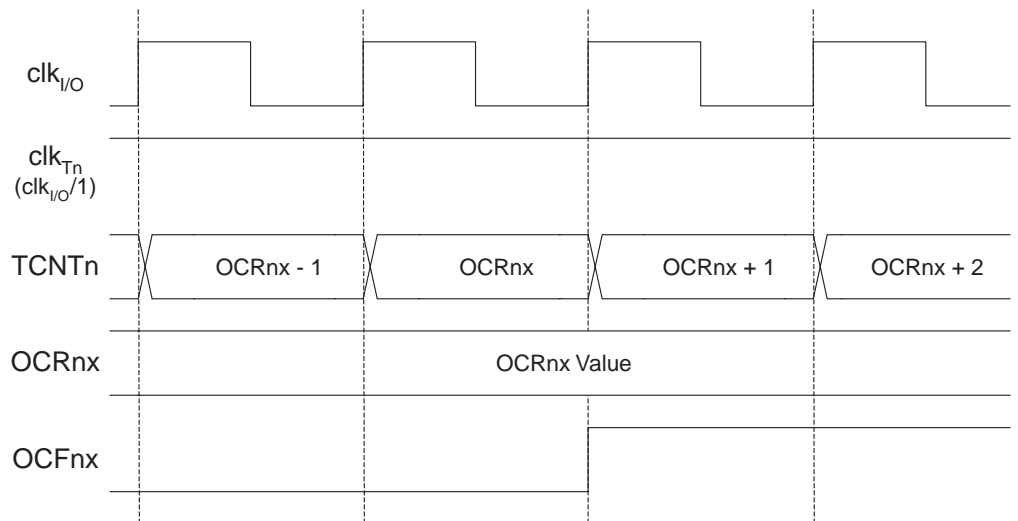 clkI/O
clkTn
(clkI/O/1)
TCNTn
OCRnx - 1
OCRnx
OCRnx + 1
OCRnx + 2
OCRnx
OCRnx Value
OCFnx